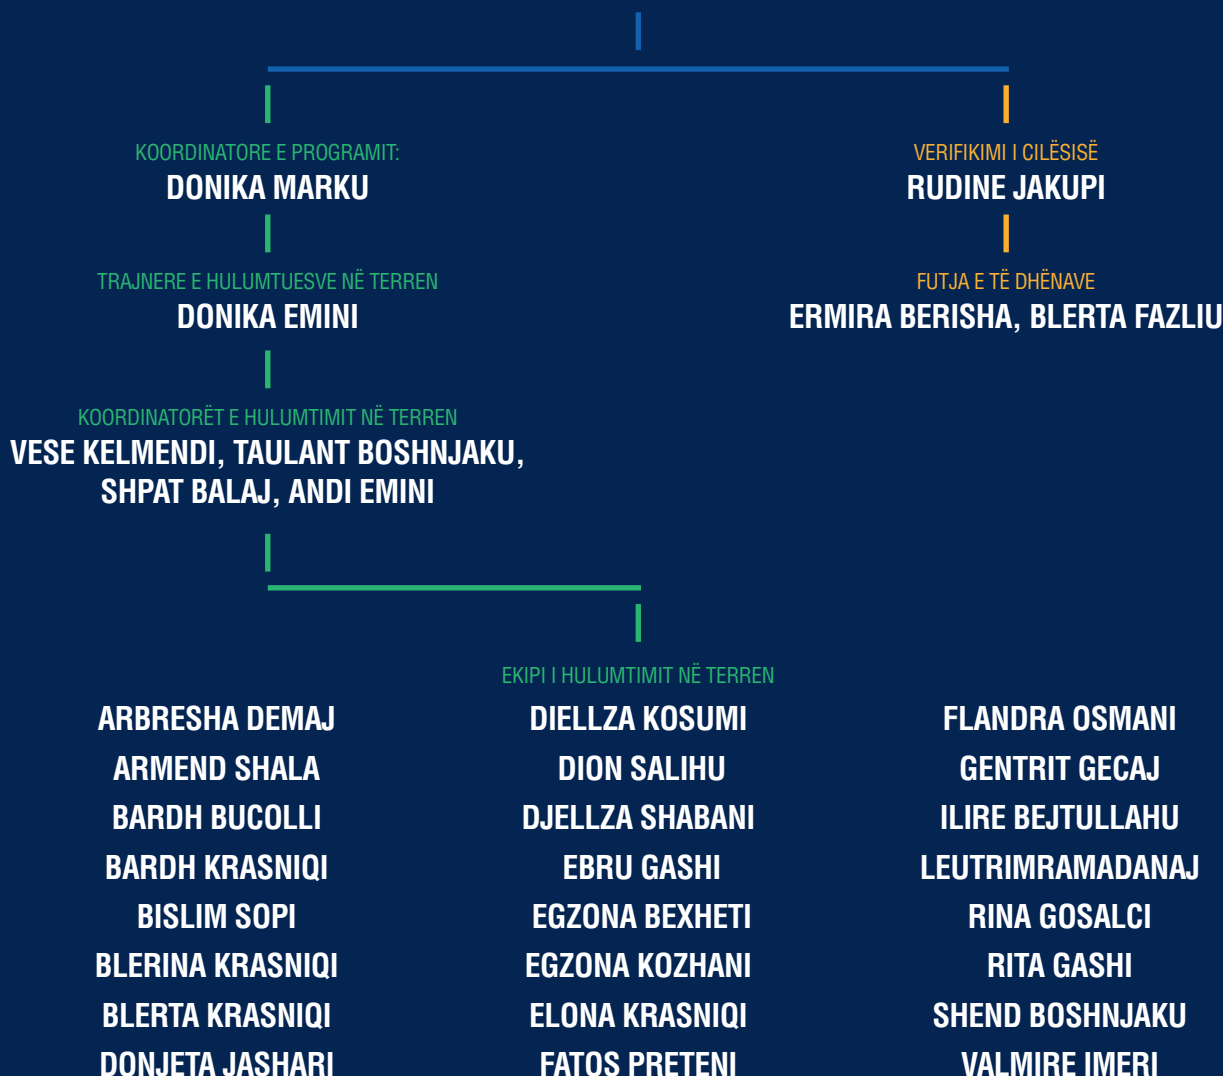 KOORDINATORE E PROGRAMIT:
DONIKA MARKU
TRAJNERE E HULUMTUESVE NË TERREN
DONIKA EMINI
KOORDINATORËT E HULUMTIMIT NË TERREN
VESE KELMENDI, TAULANT BOSHNJAKU,
SHPAT BALAJ, ANDI EMINI
VERIFIKIMI I CILËSISË
RUDINE JAKUPI
FUTJA E TË DHËNAVE
ERMIRA BERISHA, BLERTA FAZLIU
EKIPI I HULUMTIMIT NË TERREN
ARBRESHA DEMAJ
ARMEND SHALA
BARDH BUCOLLI
BARDH KRASNIQI
BISLIM SOPI
BLERINA KRASNIQI
BLERTA KRASNIQI
DONJETA JASHARI
DIELLZA KOSUMI
DION SALIHU
DJELLZA SHABANI
EBRU GASHI
EGZONA BEXHETI
EGZONA KOZHANI
ELONA KRASNIQI
FATOS PRETENI
FLANDRA OSMANI
GENTRIT GECAJ
ILIRE BEJTULLAHU
LEUTRIMRAMADANAJ
RINA GOSALCI
RITA GASHI
SHEND BOSHNJAKU
VALMIRE IMERI